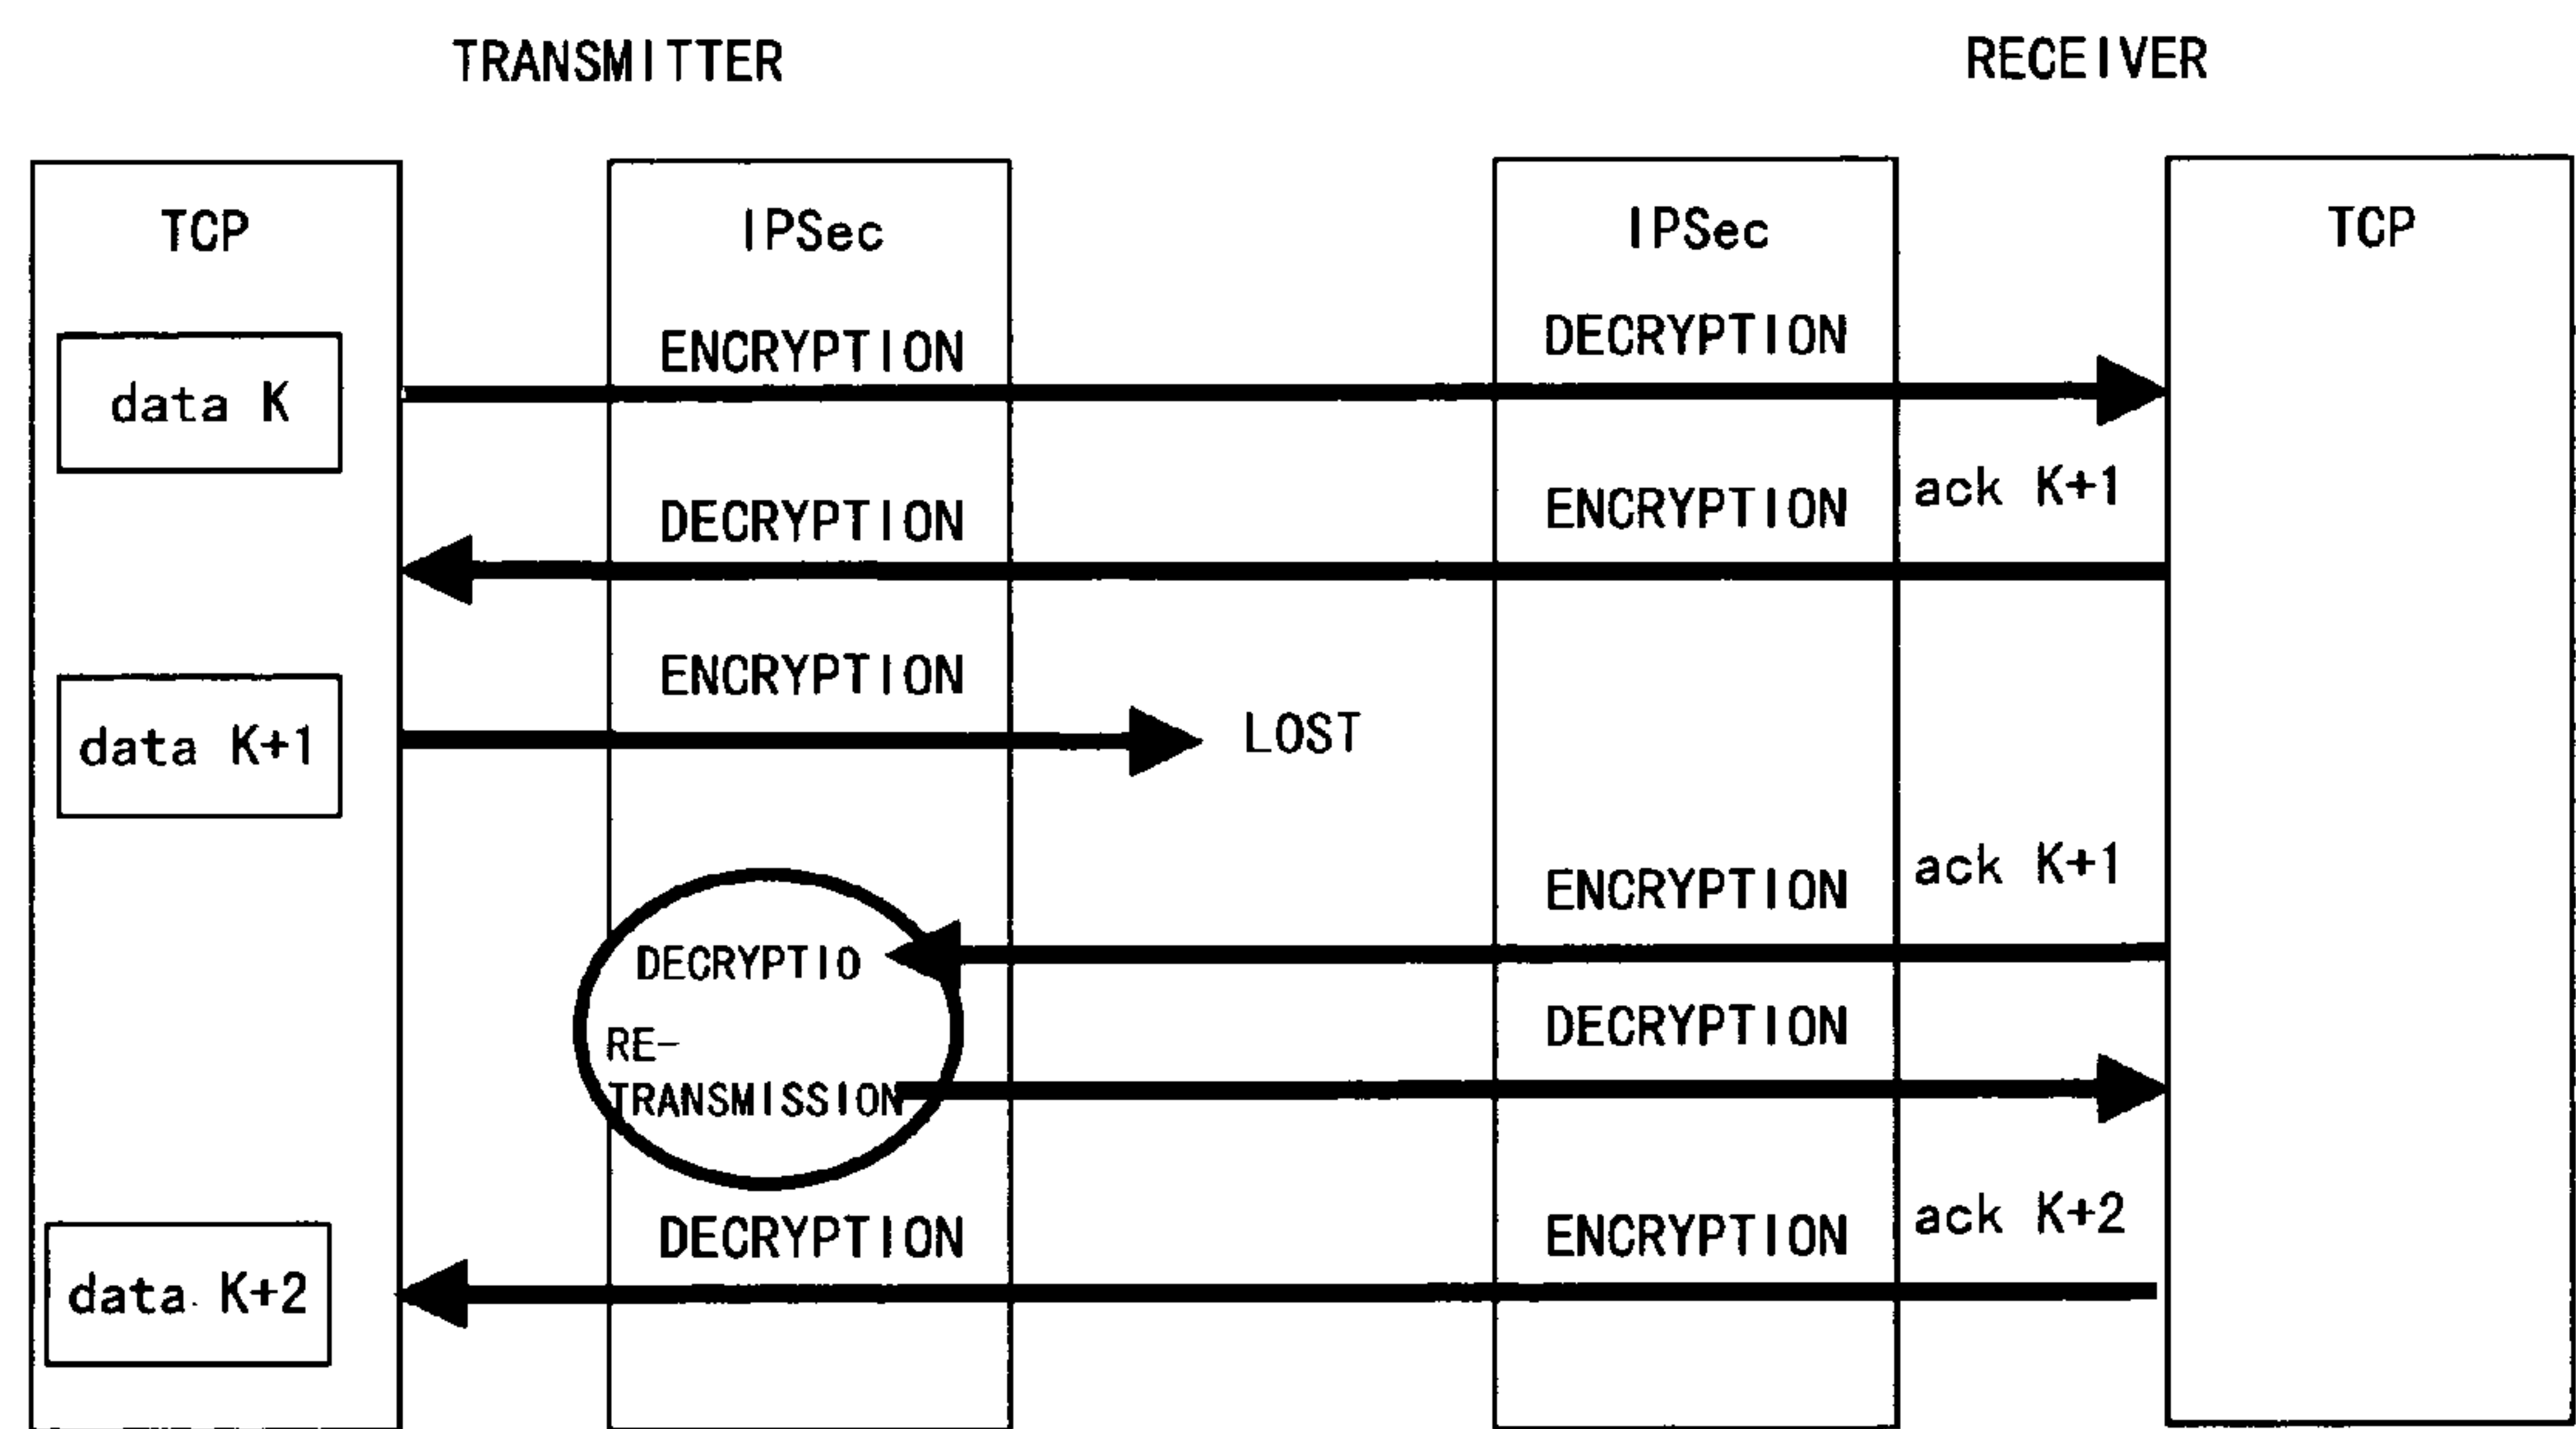 TRANSMITTER
RECEIVER
TCP
IPSec
IPSec
TCP
ENCRYPTION
DECRYPTION
data K
ack K+1
DECRYPTION
ENCRYPTION
ENCRYPTION
data K+1
LOST
ack K+1
ENCRYPTION
DECRYPTIO
DECRYPTION
RE-
TRANSMISSION
ack K+2
DECRYPTION
ENCRYPTION
data K+2